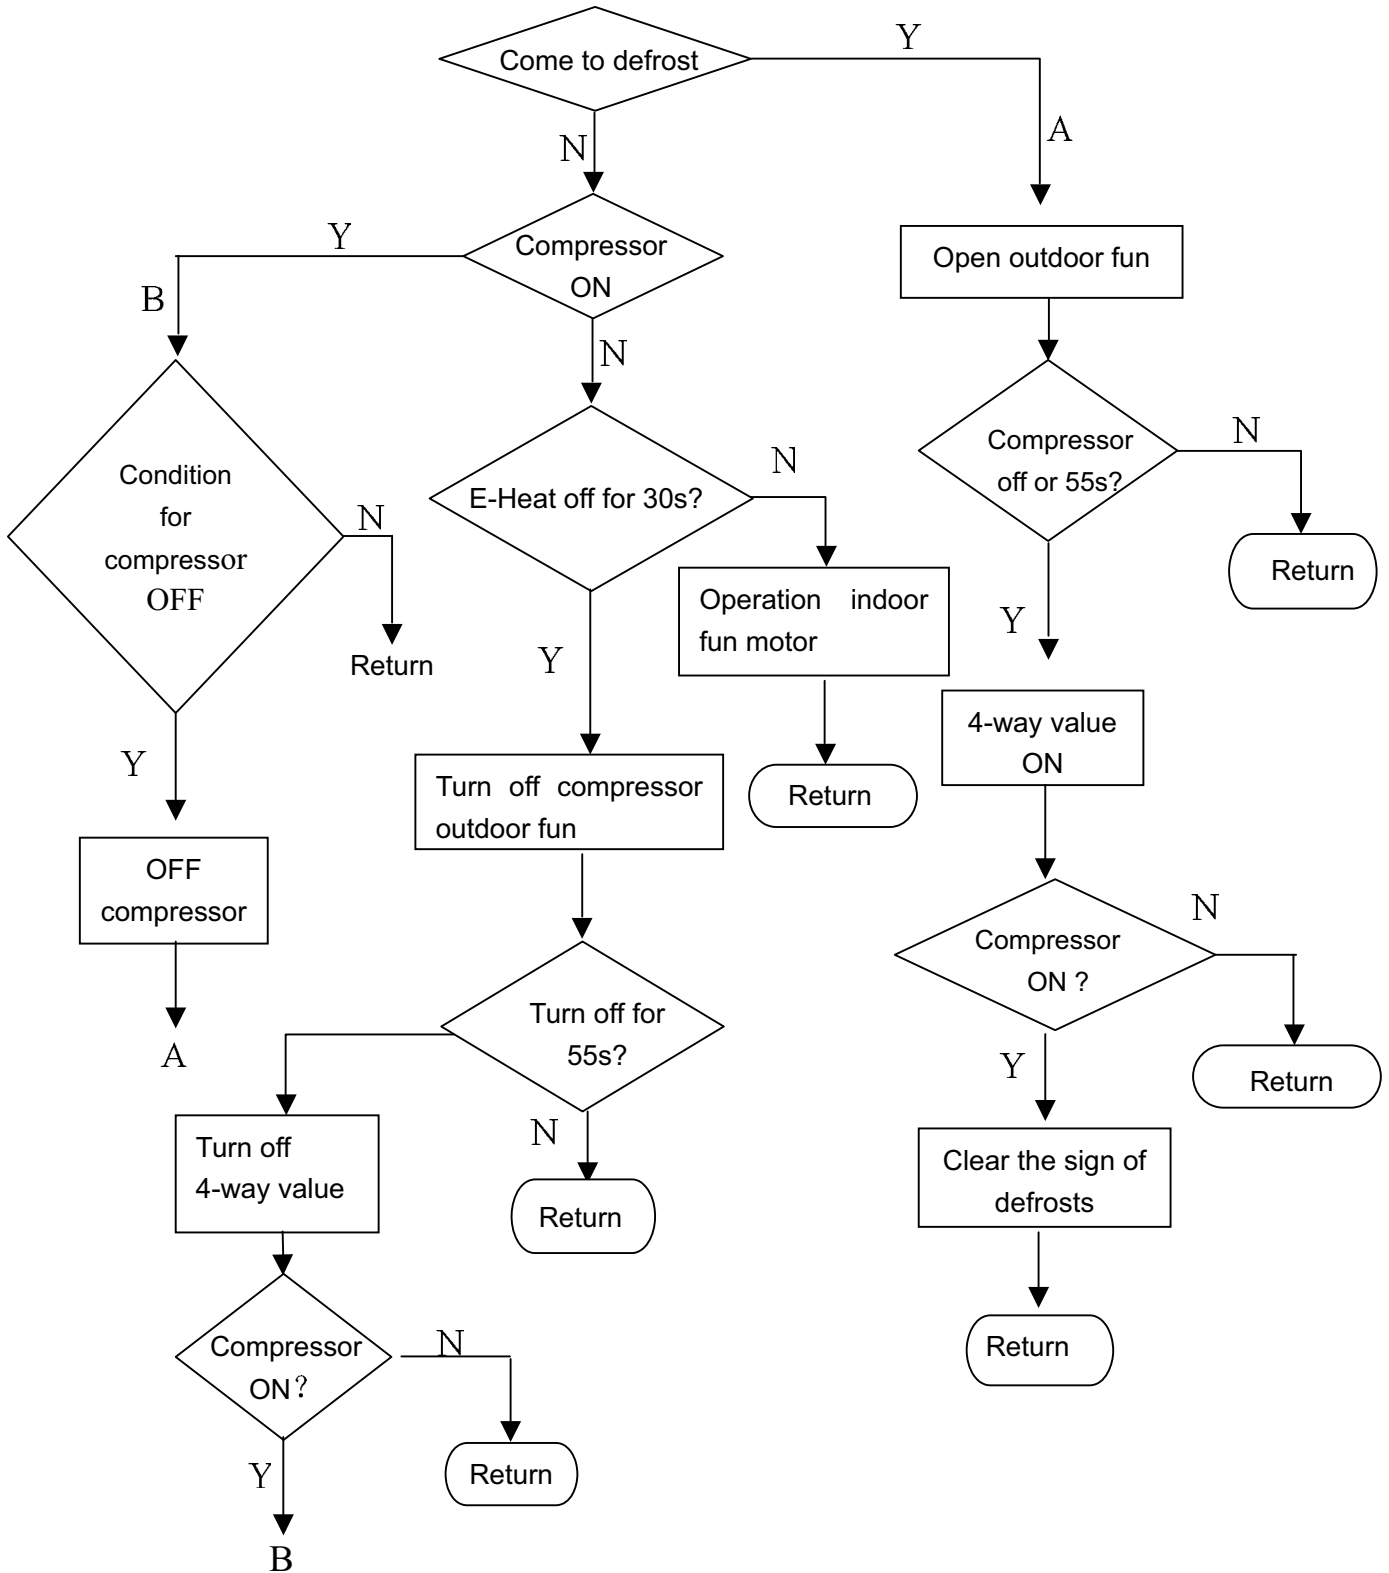 Come to defrost
Y
A
N
Compressor
ON
Y
B
N
Open outdoor fun
Compressor
off or 55s?
N
Return
Y
Condition
for
compressor
OFF
N
Return
Y
E-Heat off for 30s?
N
Operation indoor
fun motor
Return
Y
4-way value
ON
Turn off compressor
outdoor fun
OFF
compressor
A
Compressor
ON ?
N
Return
Y
Turn off for
55s?
N
Return
Turn off
4-way value
Clear the sign of
defrosts
Return
Compressor
ON?
N
Return
Y
B